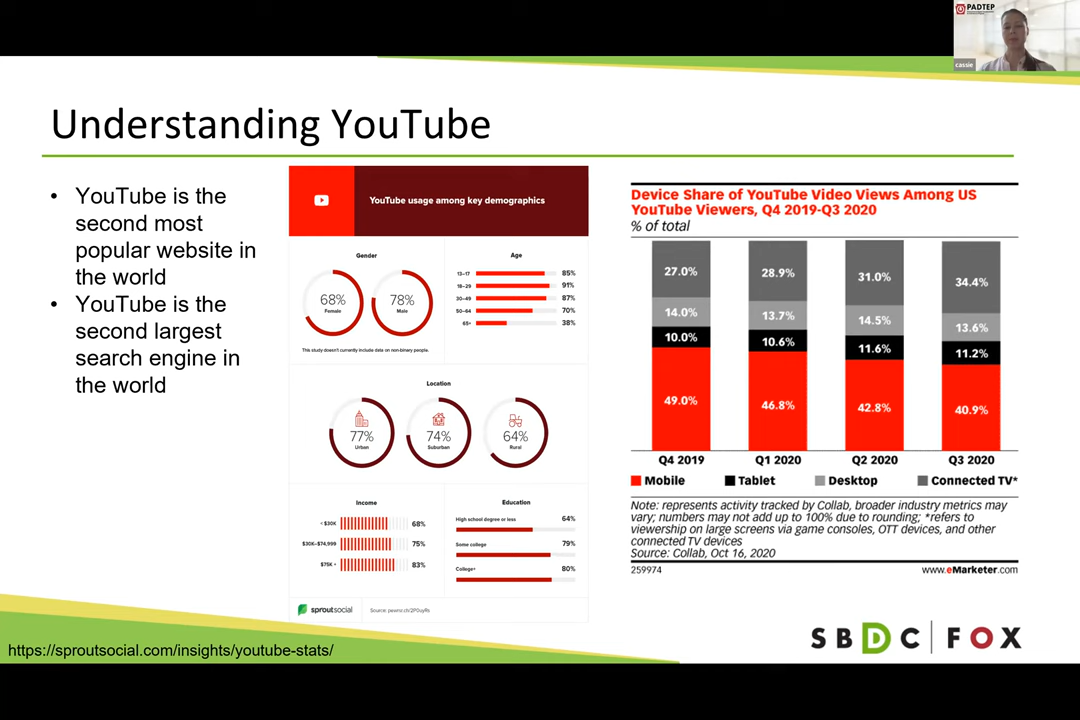 PADTEP
cassie
Understanding YouTube
• YouTube is the
second most
popular website in
the world
• YouTube is the
second largest
search engine in
the world
YouTube usage among key demographics
Gender
68%
Female
78%
Male
This study doesn't currently include data on non-binary people.
Age
13–17 85%
18–29 91%
30–49 87%
50–64 70%
65+ 38%
Location
77%
Urban
74%
Suburban
64%
Rural
Income
< $30K 68%
$30K–$74,999 75%
$75K + 83%
Education
High school degree or less 64%
Some college 79%
College+ 80%
sproutsocial
Source: pewrsr.ch/2P0uyRs
Device Share of YouTube Video Views Among US
YouTube Viewers, Q4 2019-Q3 2020
% of total
27.0% 28.9% 31.0% 34.4%
14.0% 13.7% 14.5% 13.6%
10.0% 10.6% 11.6% 11.2%
49.0% 46.8% 42.8% 40.9%
Q4 2019 Q1 2020 Q2 2020 Q3 2020
Mobile Tablet Desktop Connected TV*
Note: represents activity tracked by Collab, broader industry metrics may
vary; numbers may not add up to 100% due to rounding; *refers to
viewership on large screens via game consoles, OTT devices, and other
connected TV devices
Source: Collab, Oct 16, 2020
259974 www.eMarketer.com
https://sproutsocial.com/insights/youtube-stats/
SBDC | FOX